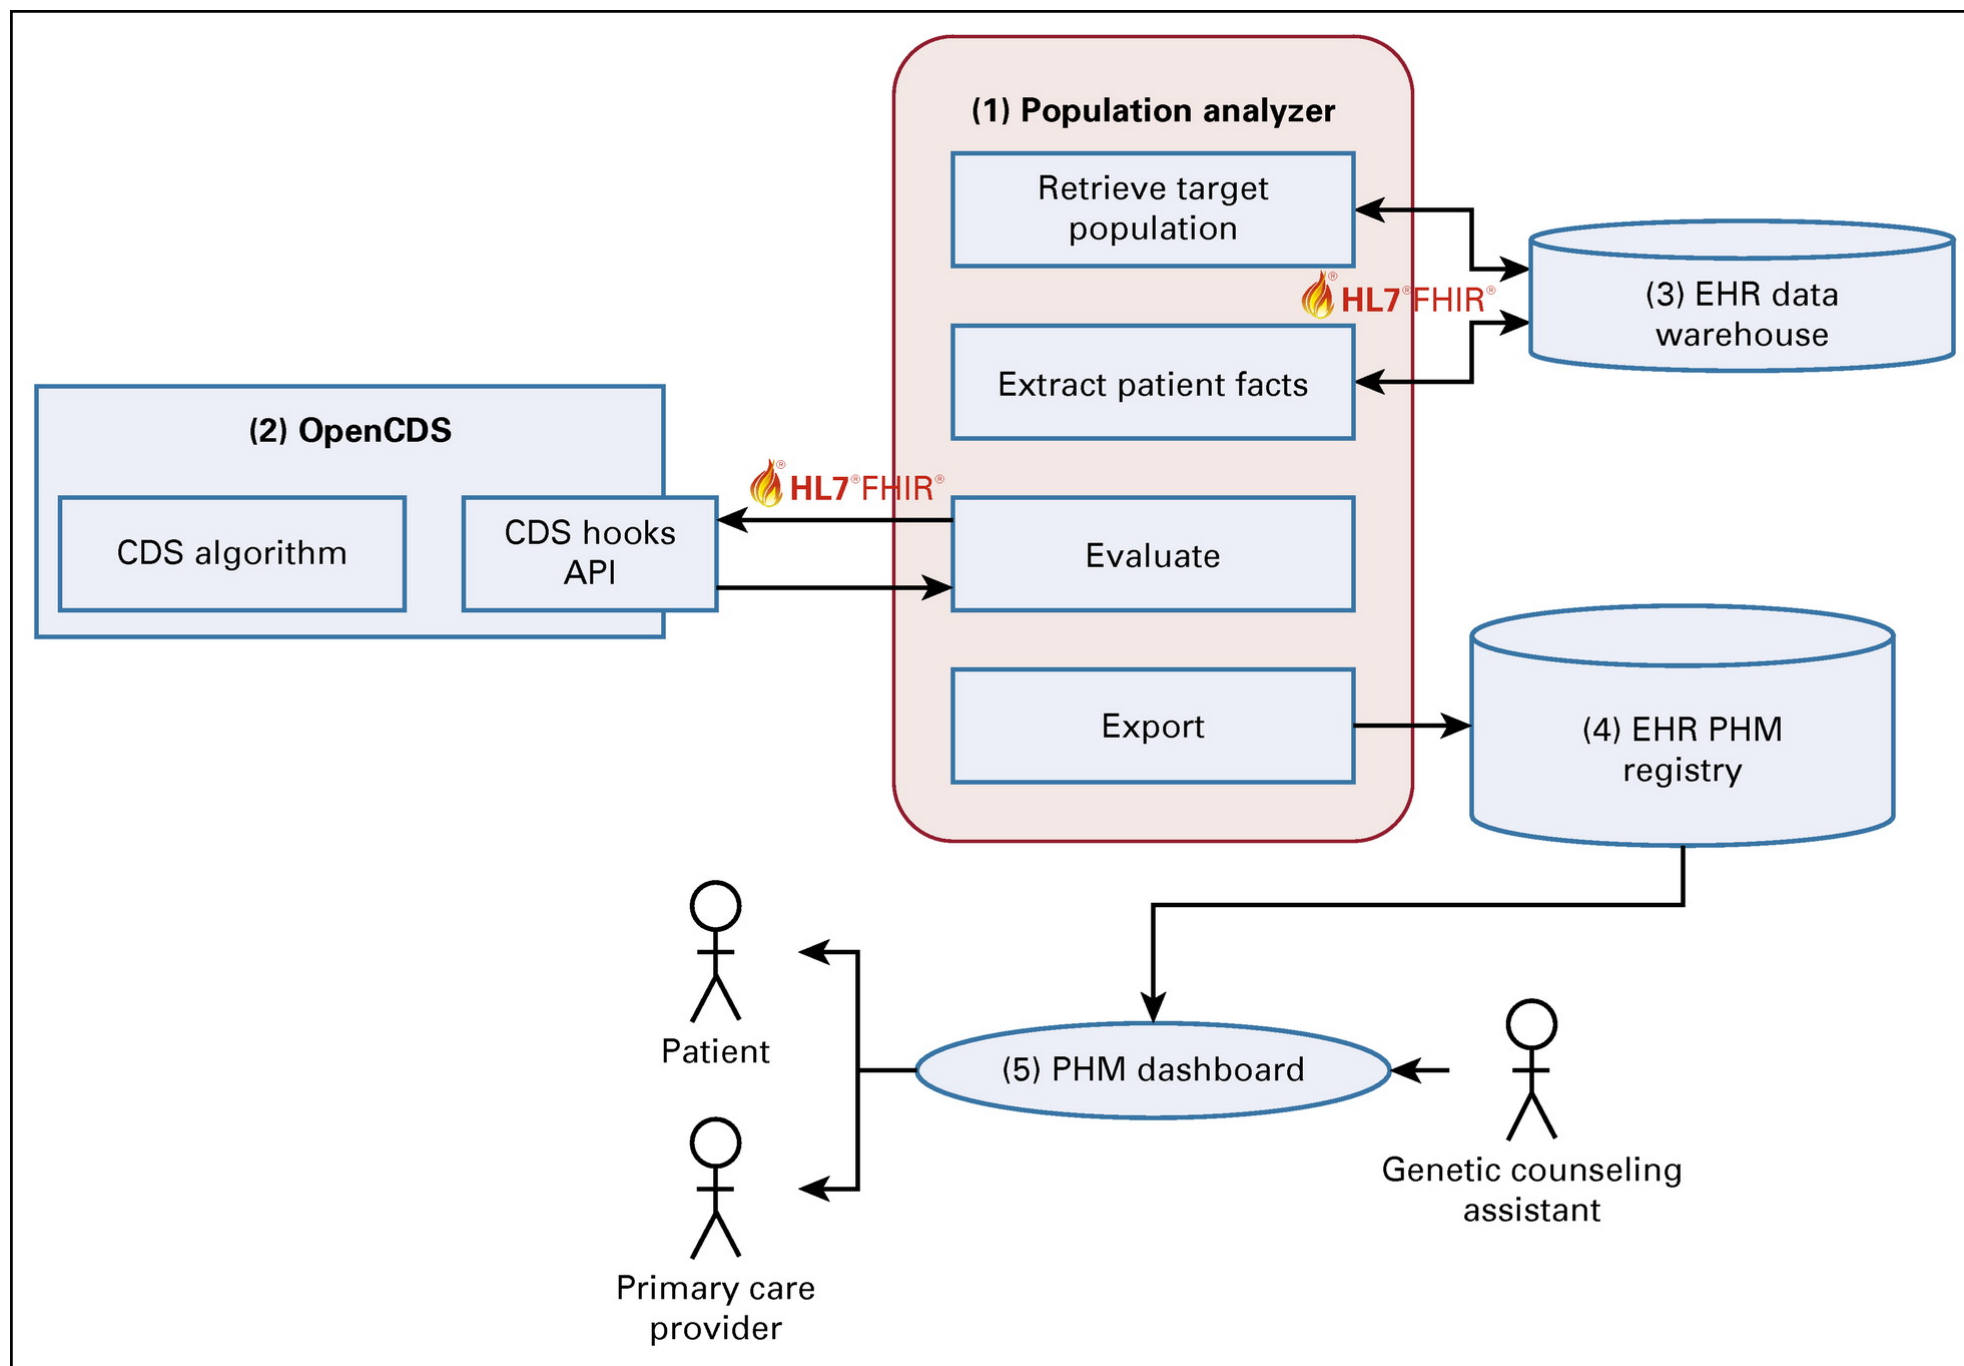 (1) Population analyzer
Retrieve target
population
HL7®FHIR®
(3) EHR data
warehouse
Extract patient facts
(2) OpenCDS
HL7®FHIR®
CDS algorithm
CDS hooks
API
Evaluate
Export
(4) EHR PHM
registry
Patient
(5) PHM dashboard
Genetic counseling
assistant
Primary care
provider